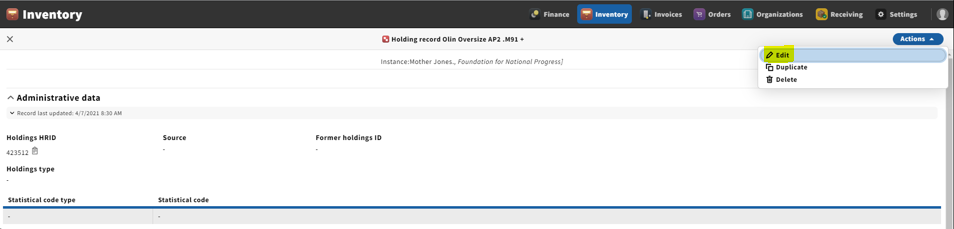 Inventory
Finance Inventory Invoices Orders Organizations Receiving Settings
Holding record Olin Oversize AP2 .M91 +
Actions
Instance:Mother Jones., Foundation for National Progress]
Edit
Duplicate
Delete
Administrative data
Record last updated: 4/7/2021 8:30 AM
Holdings HRID Source Former holdings ID
423512 - -
Holdings type
-
Statistical code type Statistical code
- -